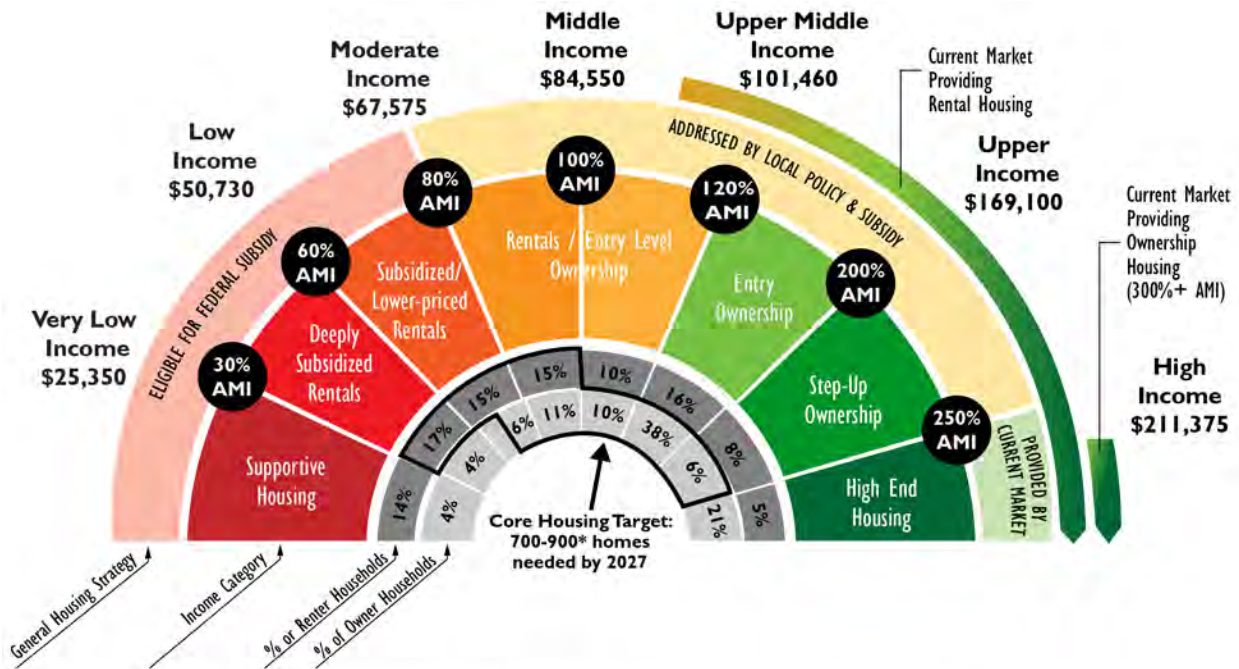 Very Low
Income
$25,350
Low
Income
$50,730
Moderate
Income
$67,575
Middle
Income
$84,550
Upper Middle
Income
$101,460
Upper
Income
$169,100
High
Income
$211,375
Current Market
Providing
Rental Housing
Current Market
Providing
Ownership
Housing
(300%+ AMI)
ELIGIBLE FOR FEDERAL SUBSIDY
ADDRESSED BY LOCAL POLICY & SUBSIDY
PROVIDED BY
CURRENT MARKET
30%
AMI
60%
AMI
80%
AMI
100%
AMI
120%
AMI
200%
AMI
250%
AMI
Supportive
Housing
Deeply
Subsidized
Rentals
Subsidized/
Lower-priced
Rentals
Rentals / Entry Level
Ownership
Entry
Ownership
Step-Up
Ownership
High End
Housing
14%
17%
15%
15%
10%
16%
8%
5%
4%
4%
6%
11%
10%
38%
6%
21%
Core Housing Target:
700-900* homes
needed by 2027
General Housing Strategy
Income Category
% or Renter Households
% of Owner Households